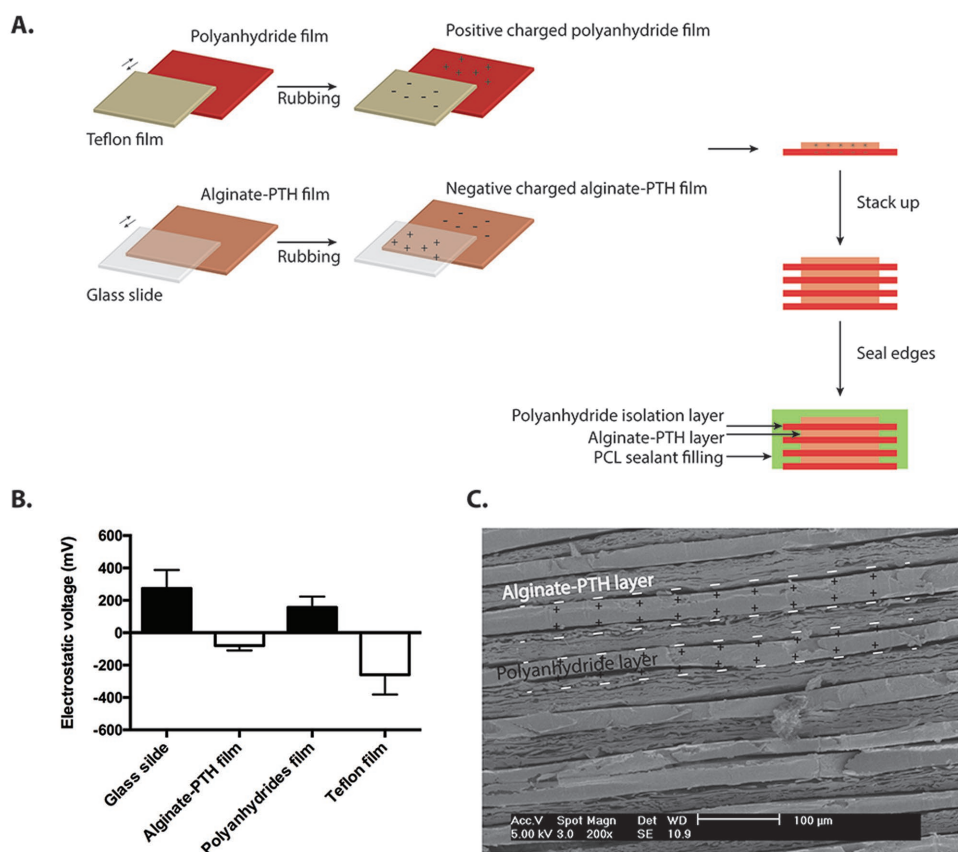 A.
Polyanhydride film
Positive charged polyanhydride film
Rubbing
Teflon film
Alginate-PTH film
Negative charged alginate-PTH film
Rubbing
Glass slide
Stack up
Seal edges
Polyanhydride isolation layer
Alginate-PTH layer
PCL sealant filling
B.
Electrostatic voltage (mV)
600
400
200
0
-200
-400
-600
Glass silde
Alginate-PTH film
Polyanhydrides film
Teflon film
C.
Alginate-PTH layer
Polyanhydride layer
Acc.V Spot Magn Det WD 100 μm
5.00 kV 3.0 200x SE 10.9